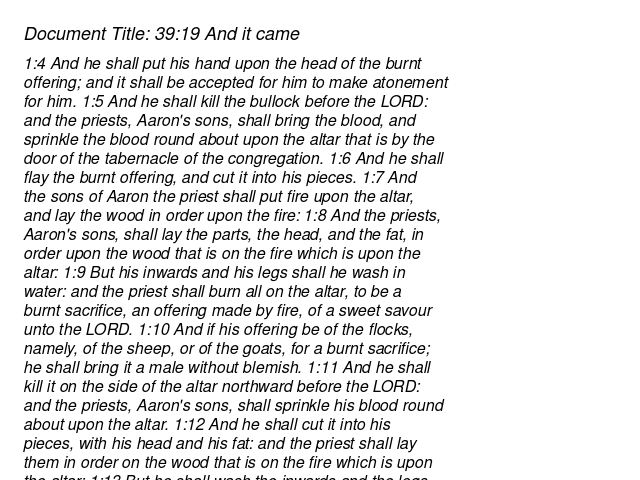 Document Title: 39:19 And it came
1:4 And he shall put his hand upon the head of the burnt
offering; and it shall be accepted for him to make atonement
for him. 1:5 And he shall kill the bullock before the LORD:
and the priests, Aaron's sons, shall bring the blood, and
sprinkle the blood round about upon the altar that is by the
door of the tabernacle of the congregation. 1:6 And he shall
flay the burnt offering, and cut it into his pieces. 1:7 And
the sons of Aaron the priest shall put fire upon the altar,
and lay the wood in order upon the fire: 1:8 And the priests,
Aaron's sons, shall lay the parts, the head, and the fat, in
order upon the wood that is on the fire which is upon the
altar: 1:9 But his inwards and his legs shall he wash in
water: and the priest shall burn all on the altar, to be a
burnt sacrifice, an offering made by fire, of a sweet savour
unto the LORD. 1:10 And if his offering be of the flocks,
namely, of the sheep, or of the goats, for a burnt sacrifice;
he shall bring it a male without blemish. 1:11 And he shall
kill it on the side of the altar northward before the LORD:
and the priests, Aaron's sons, shall sprinkle his blood round
about upon the altar. 1:12 And he shall cut it into his
pieces, with his head and his fat: and the priest shall lay
them in order on the wood that is on the fire which is upon
the altar: 1:13 But he shall wash the inwards and the legs